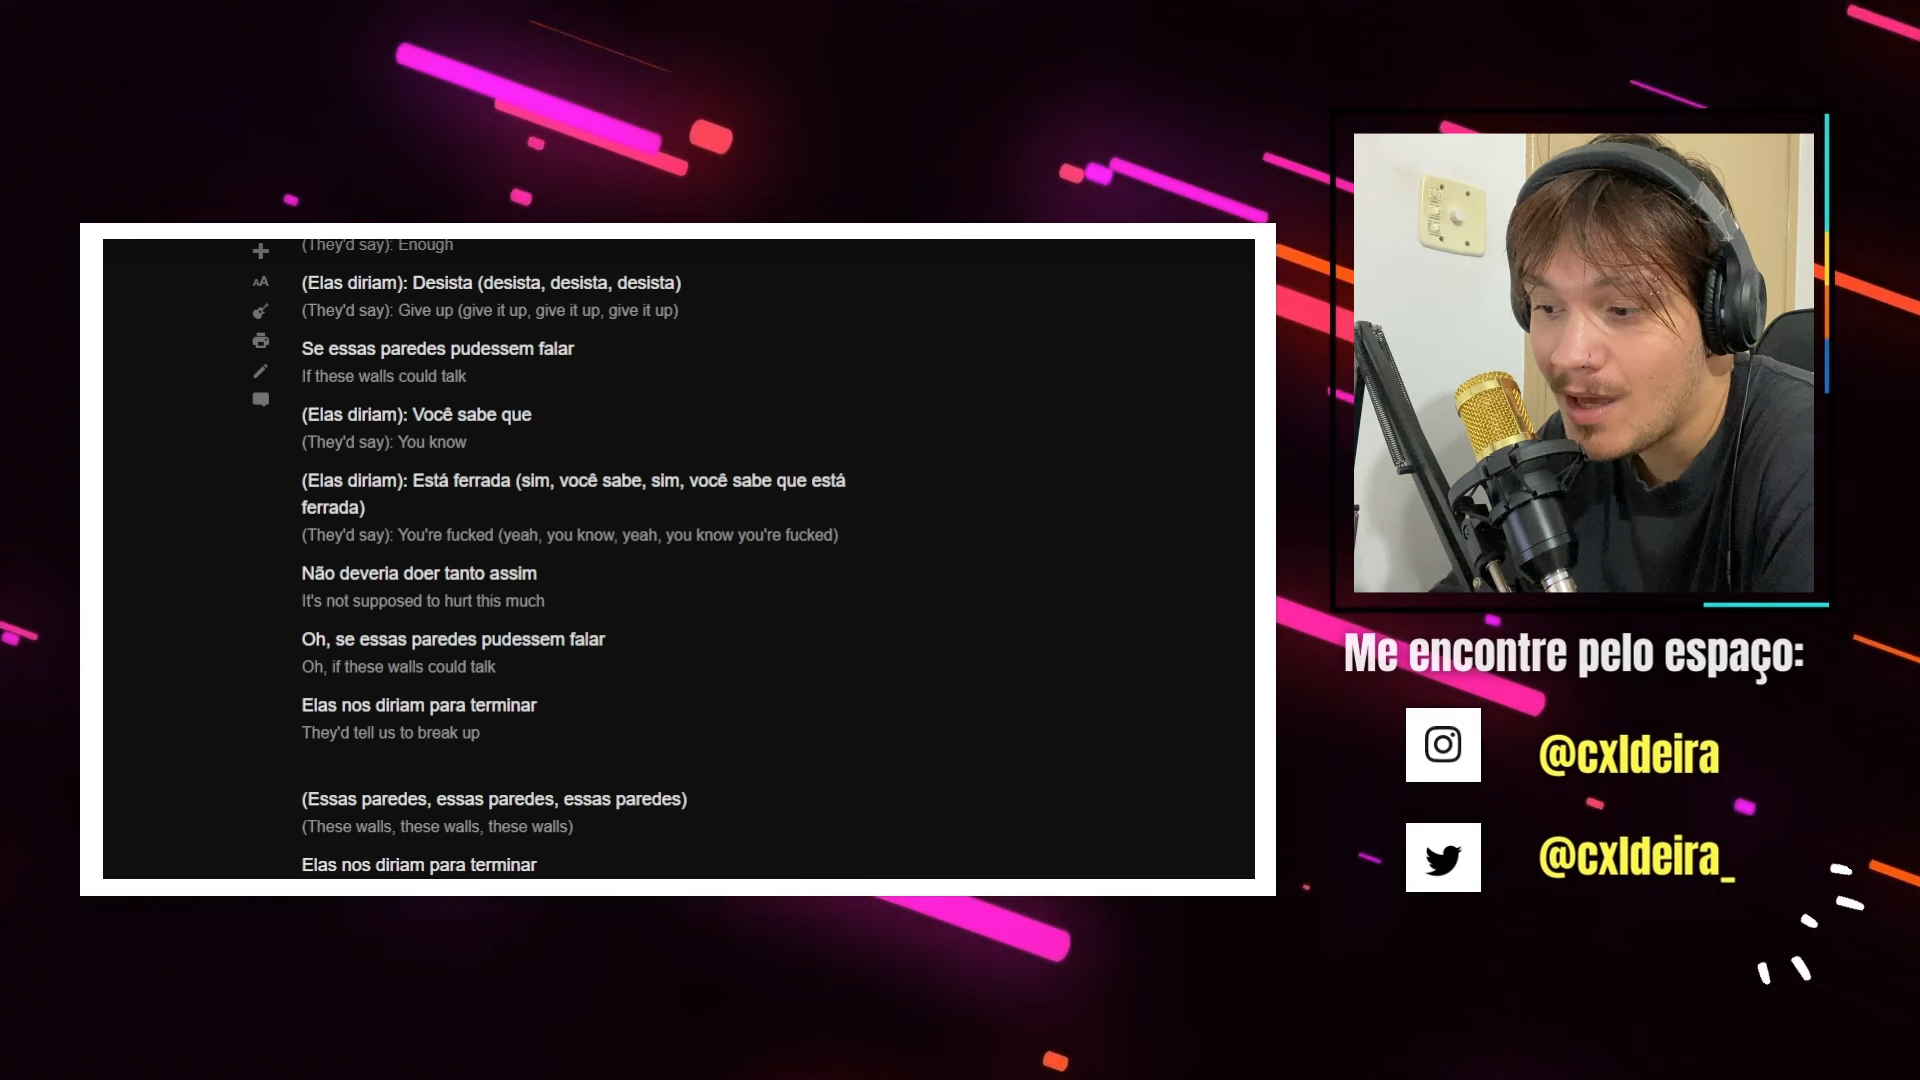 (They'd say): Enough
(Elas diriam): Desista (desista, desista, desista)
(They'd say): Give up (give it up, give it up, give it up)
Se essas paredes pudessem falar
If these walls could talk
(Elas diriam): Você sabe que
(They'd say): You know
(Elas diriam): Está ferrada (sim, você sabe, sim, você sabe que está
ferrada)
(They'd say): You're fucked (yeah, you know, yeah, you know you're fucked)
Não deveria doer tanto assim
It's not supposed to hurt this much
Oh, se essas paredes pudessem falar
Oh, if these walls could talk
Elas nos diriam para terminar
They'd tell us to break up
(Essas paredes, essas paredes, essas paredes)
(These walls, these walls, these walls)
Elas nos diriam para terminar
AA
Me encontre pelo espaço:
@cxldeira
@cxldeira_